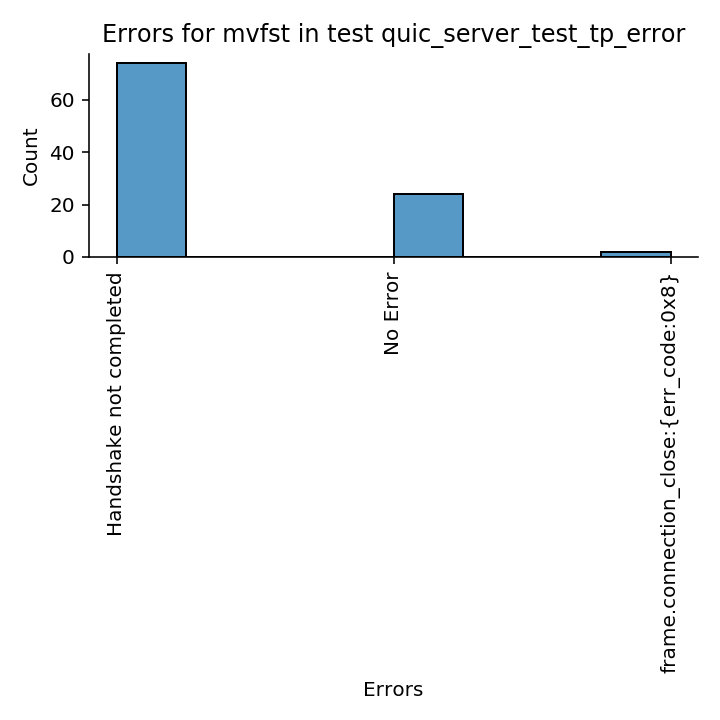 Errors for mvfst in test quic_server_test_tp_error
Count
60
40
20
0
Handshake not completed
No Error
frame.connection_close:{err_code:0x8}
Errors